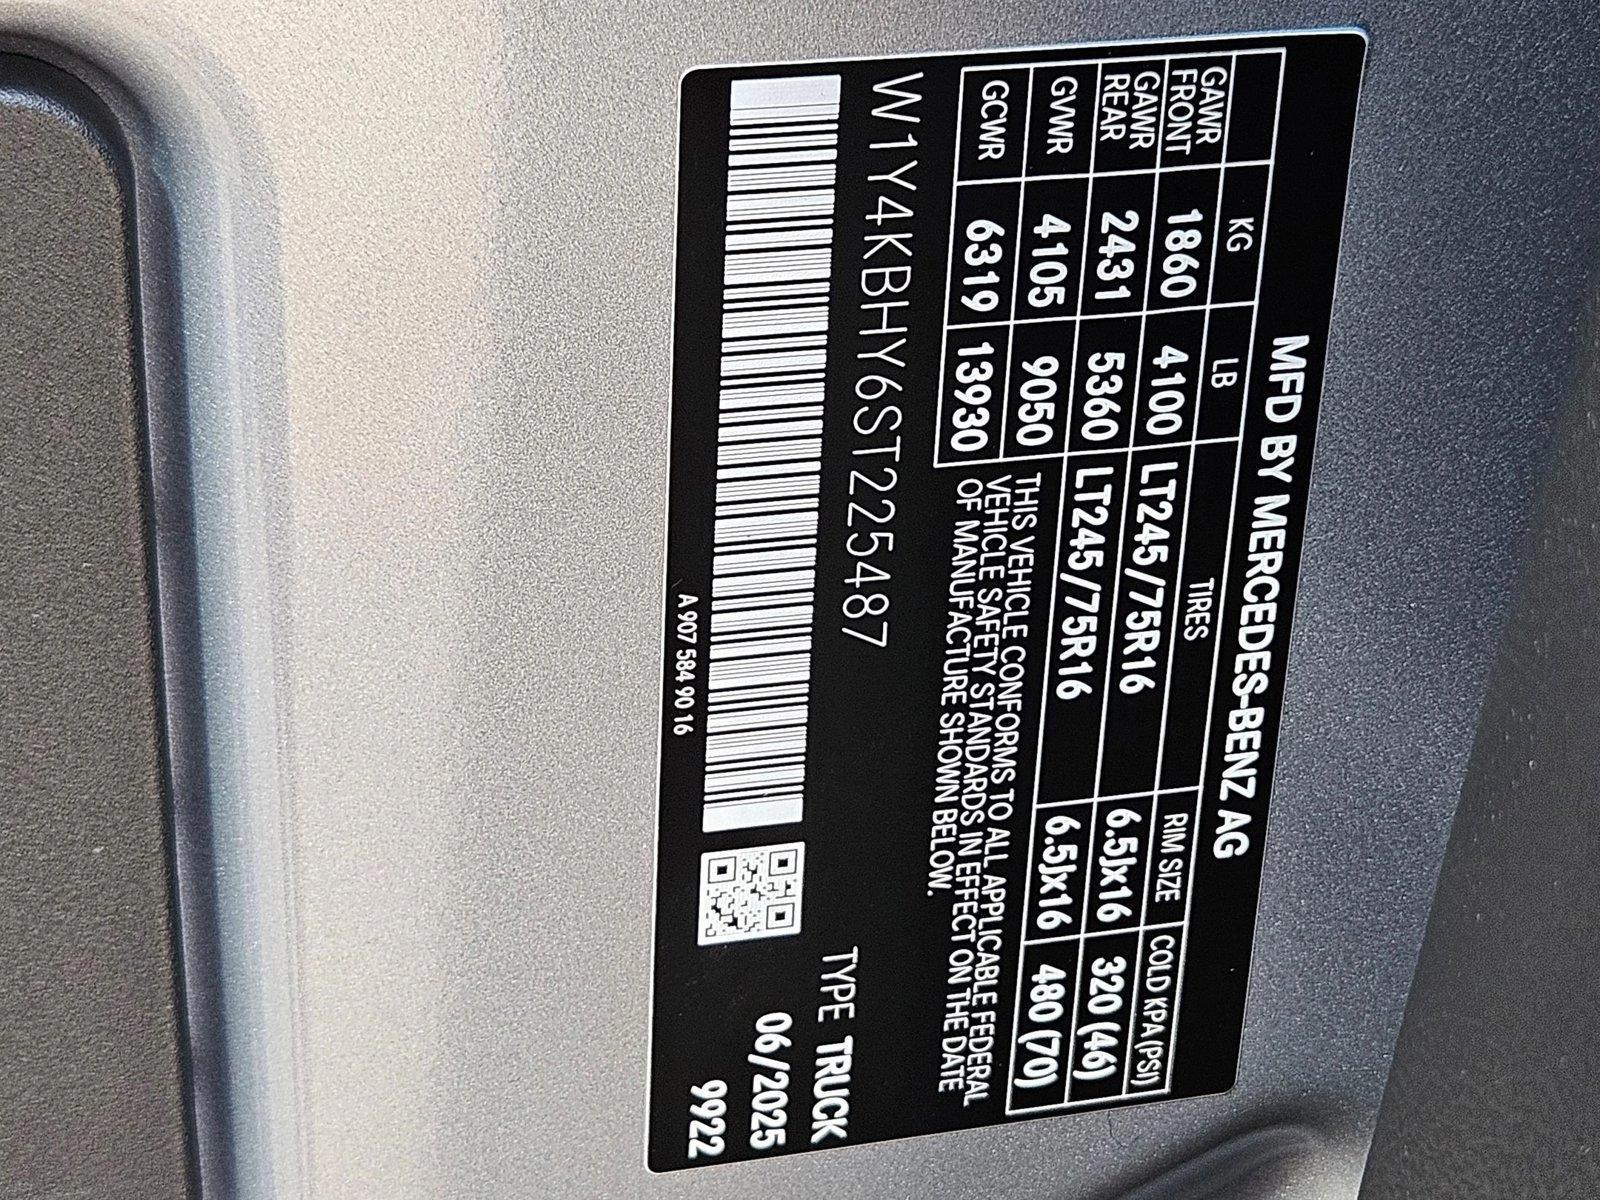 MFD BY MERCEDES-BENZ AG
KG LB TIRES RIM SIZE COLD KPA (PSI)
GAWR FRONT 1860 4100 LT245/75R16 6.5Jx16 320 (46)
GAWR REAR 2431 5360 LT245/75R16 6.5Jx16 480 (70)
GVWR 4105 9050
GCWR 6319 13930
THIS VEHICLE CONFORMS TO ALL APPLICABLE FEDERAL
VEHICLE SAFETY STANDARDS IN EFFECT ON THE DATE
OF MANUFACTURE SHOWN BELOW.
W1Y4KBHY6ST225487
TYPE TRUCK
06/2025
9922
A 907 584 90 16